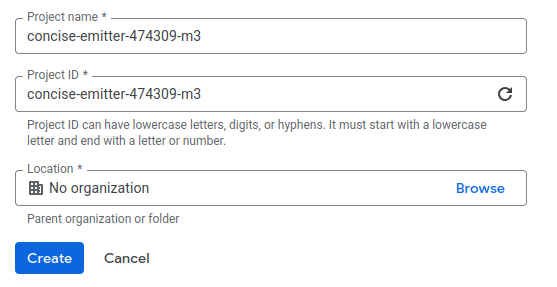 Project name *
concise-emitter-474309-m3
Project ID *
concise-emitter-474309-m3
Project ID can have lowercase letters, digits, or hyphens. It must start with a lowercase
letter and end with a letter or number.
Location *
No organization Browse
Parent organization or folder
Create Cancel